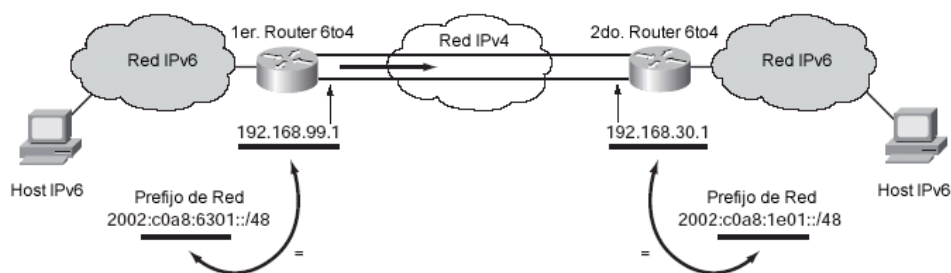 1er. Router 6to4
Red IPv4
2do. Router 6to4
Red IPv6
Red IPv6
192.168.99.1
192.168.30.1
Host IPv6
Host IPv6
Prefijo de Red
2002:c0a8:6301::/48
Prefijo de Red
2002:c0a8:1e01::/48
=
=